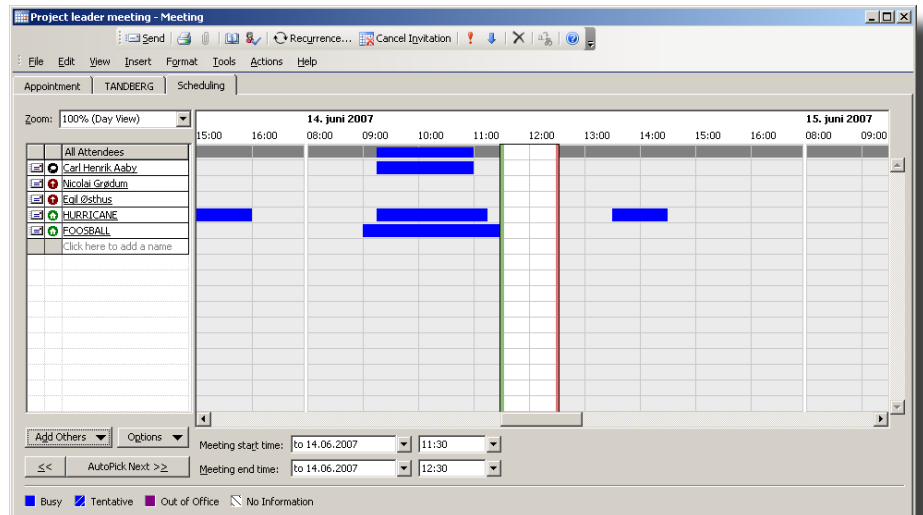 Project leader meeting - Meeting
Send Recurrence... Cancel Invitation
File Edit View Insert Format Tools Actions Help
Appointment TANDBERG Scheduling
Zoom: 100% (Day View)
14. juni 2007 15. juni 2007
15:00 16:00 08:00 09:00 10:00 11:00 12:00 13:00 14:00 15:00 16:00 08:00 09:00
All Attendees
Carl Henrik Aaby
Nicolai Grødum
Egil Østhus
HURRICANE
FOOSBALL
Click here to add a name
Add Others Options
Meeting start time: to 14.06.2007 11:30
<< AutoPick Next >>
Meeting end time: to 14.06.2007 12:30
Busy Tentative Out of Office No Information